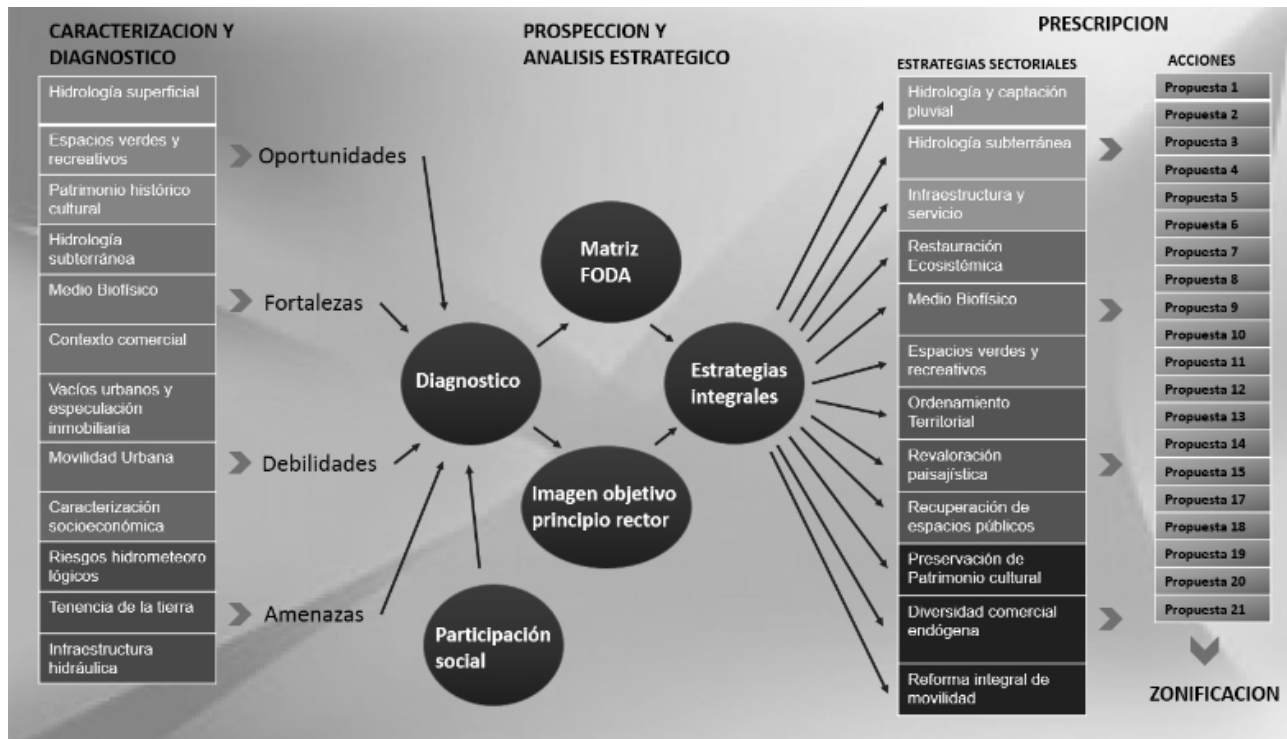 CARACTERIZACION Y
DIAGNOSTICO
Hidrología superficial
Espacios verdes y
recreativos
Patrimonio histórico
cultural
Hidrología
subterránea
Medio Biofísico
Contexto comercial
Vacíos urbanos y
especulación
inmobiliaria
Movilidad Urbana
Caracterización
socioeconómica
Riesgos hidrometeoro
lógicos
Tenencia de la tierra
Infraestructura
hidráulica
Oportunidades
Fortalezas
Debilidades
Amenazas
PROSPECCION Y
ANALISIS ESTRATEGICO
Diagnostico
Matriz
FODA
Imagen objetivo
principio rector
Participación
social
Estrategias
integrales
PRESCRIPCION
ESTRATEGIAS SECTORIALES
Hidrología y captación
pluvial
Hidrología subterránea
Infraestructura y
servicio
Restauración
Ecosistémica
Medio Biofísico
Espacios verdes y
recreativos
Ordenamiento
Territorial
Revaloración
paisajística
Recuperación de
espacios públicos
Preservación de
Patrimonio cultural
Diversidad comercial
endógena
Reforma integral de
movilidad
ACCIONES
Propuesta 1
Propuesta 2
Propuesta 3
Propuesta 4
Propuesta 5
Propuesta 6
Propuesta 7
Propuesta 8
Propuesta 9
Propuesta 10
Propuesta 11
Propuesta 12
Propuesta 13
Propuesta 14
Propuesta 15
Propuesta 17
Propuesta 18
Propuesta 19
Propuesta 20
Propuesta 21
ZONIFICACION